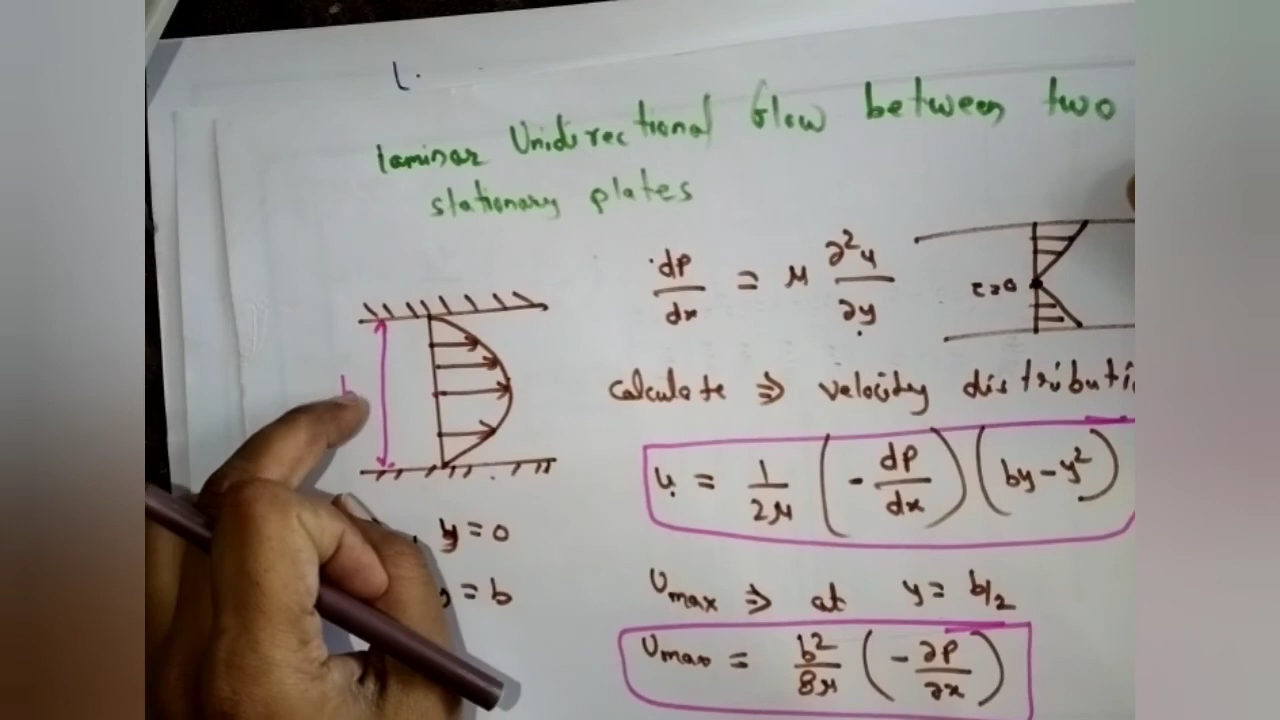 laminar Unidirectional flow between two
stationary plates
dp/dx = μ ∂²u/∂y
τ=0
b
calculate ⇒ velocity distributi
u = 1/2μ (-dp/dx) (by-y²)
y=0
y=b
Umax ⇒ at y= b/2
Umax = b²/8μ (-∂p/∂x)